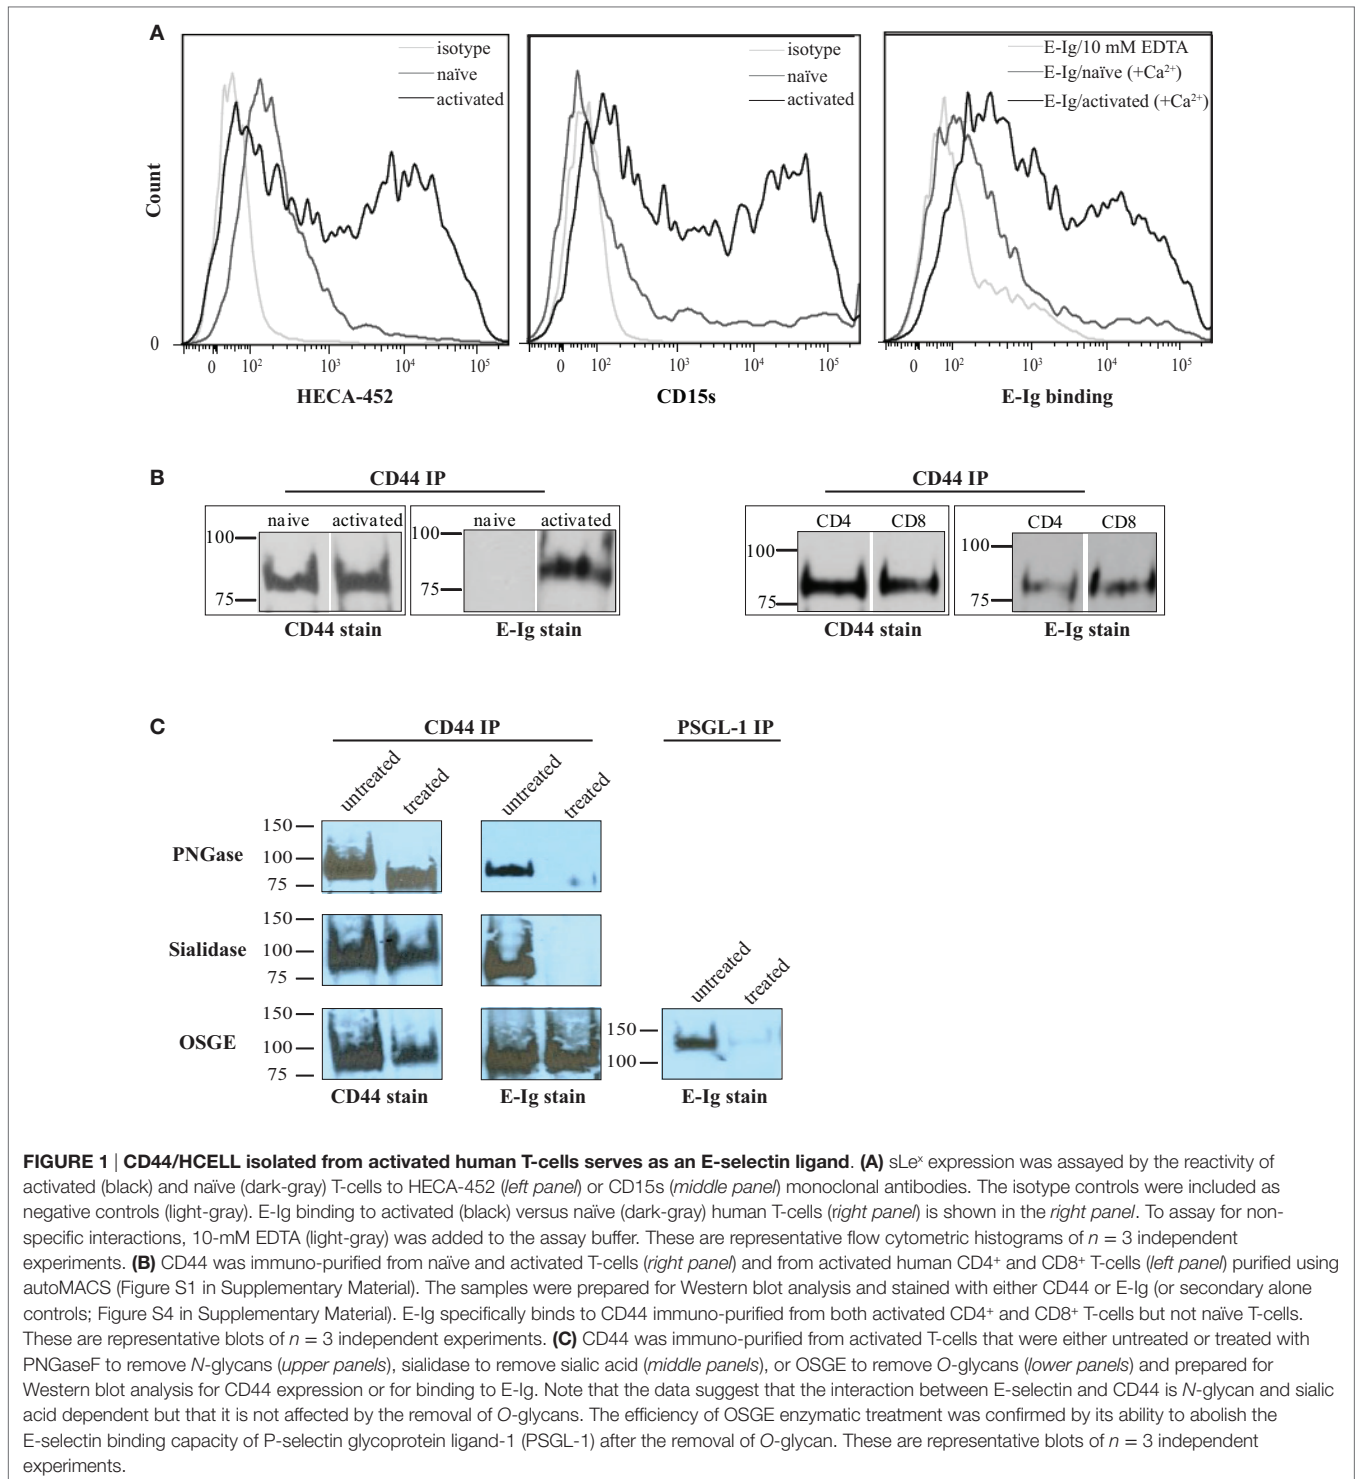 A
isotype
naïve
activated
isotype
naïve
activated
E-Ig/10 mM EDTA
E-Ig/naïve (+Ca²⁺)
E-Ig/activated (+Ca²⁺)
Count
0
0 10² 10³ 10⁴ 10⁵
0 10² 10³ 10⁴ 10⁵
0 10² 10³ 10⁴ 10⁵
HECA-452
CD15s
E-Ig binding
B
CD44 IP
CD44 IP
naive activated
naive activated
CD4 CD8
CD4 CD8
100
75
100
75
100
75
100
75
CD44 stain
E-Ig stain
CD44 stain
E-Ig stain
C
CD44 IP
PSGL-1 IP
untreated
treated
untreated
treated
PNGase
150
100
75
Sialidase
150
100
75
untreated
treated
OSGE
150
100
75
150
100
CD44 stain
E-Ig stain
E-Ig stain
FIGURE 1 | CD44/HCELL isolated from activated human T-cells serves as an E-selectin ligand. (A) sLeˣ expression was assayed by the reactivity of
activated (black) and naïve (dark-gray) T-cells to HECA-452 (left panel) or CD15s (middle panel) monoclonal antibodies. The isotype controls were included as
negative controls (light-gray). E-Ig binding to activated (black) versus naïve (dark-gray) human T-cells (right panel) is shown in the right panel. To assay for non-
specific interactions, 10-mM EDTA (light-gray) was added to the assay buffer. These are representative flow cytometric histograms of n = 3 independent
experiments. (B) CD44 was immuno-purified from naïve and activated T-cells (right panel) and from activated human CD4⁺ and CD8⁺ T-cells (left panel) purified using
autoMACS (Figure S1 in Supplementary Material). The samples were prepared for Western blot analysis and stained with either CD44 or E-Ig (or secondary alone
controls; Figure S4 in Supplementary Material). E-Ig specifically binds to CD44 immuno-purified from both activated CD4⁺ and CD8⁺ T-cells but not naïve T-cells.
These are representative blots of n = 3 independent experiments. (C) CD44 was immuno-purified from activated T-cells that were either untreated or treated with
PNGaseF to remove N-glycans (upper panels), sialidase to remove sialic acid (middle panels), or OSGE to remove O-glycans (lower panels) and prepared for
Western blot analysis for CD44 expression or for binding to E-Ig. Note that the data suggest that the interaction between E-selectin and CD44 is N-glycan and sialic
acid dependent but that it is not affected by the removal of O-glycans. The efficiency of OSGE enzymatic treatment was confirmed by its ability to abolish the
E-selectin binding capacity of P-selectin glycoprotein ligand-1 (PSGL-1) after the removal of O-glycan. These are representative blots of n = 3 independent
experiments.